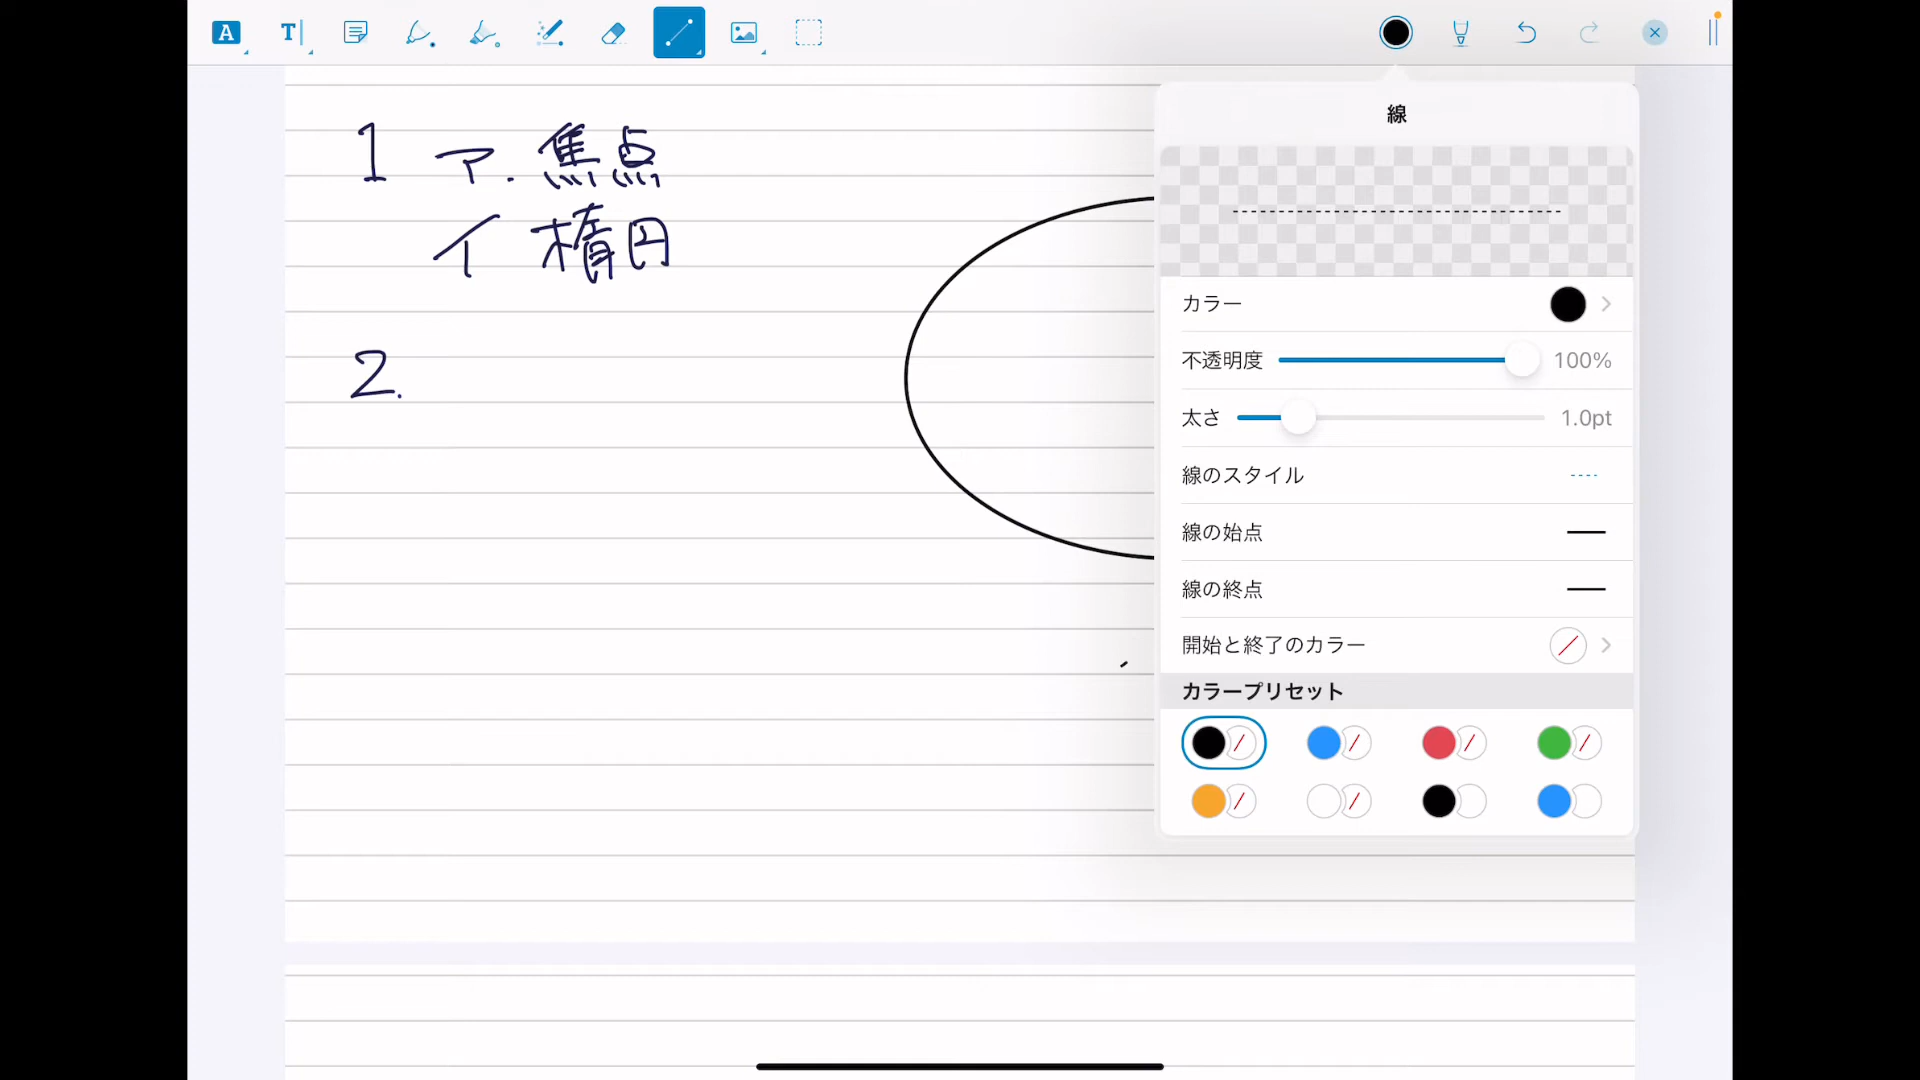 A T
線
1 ア. 焦点
イ 楕円
2.
カラー
不透明度 100%
太さ 1.0pt
線のスタイル
線の始点
線の終点
開始と終了のカラー
カラープリセット